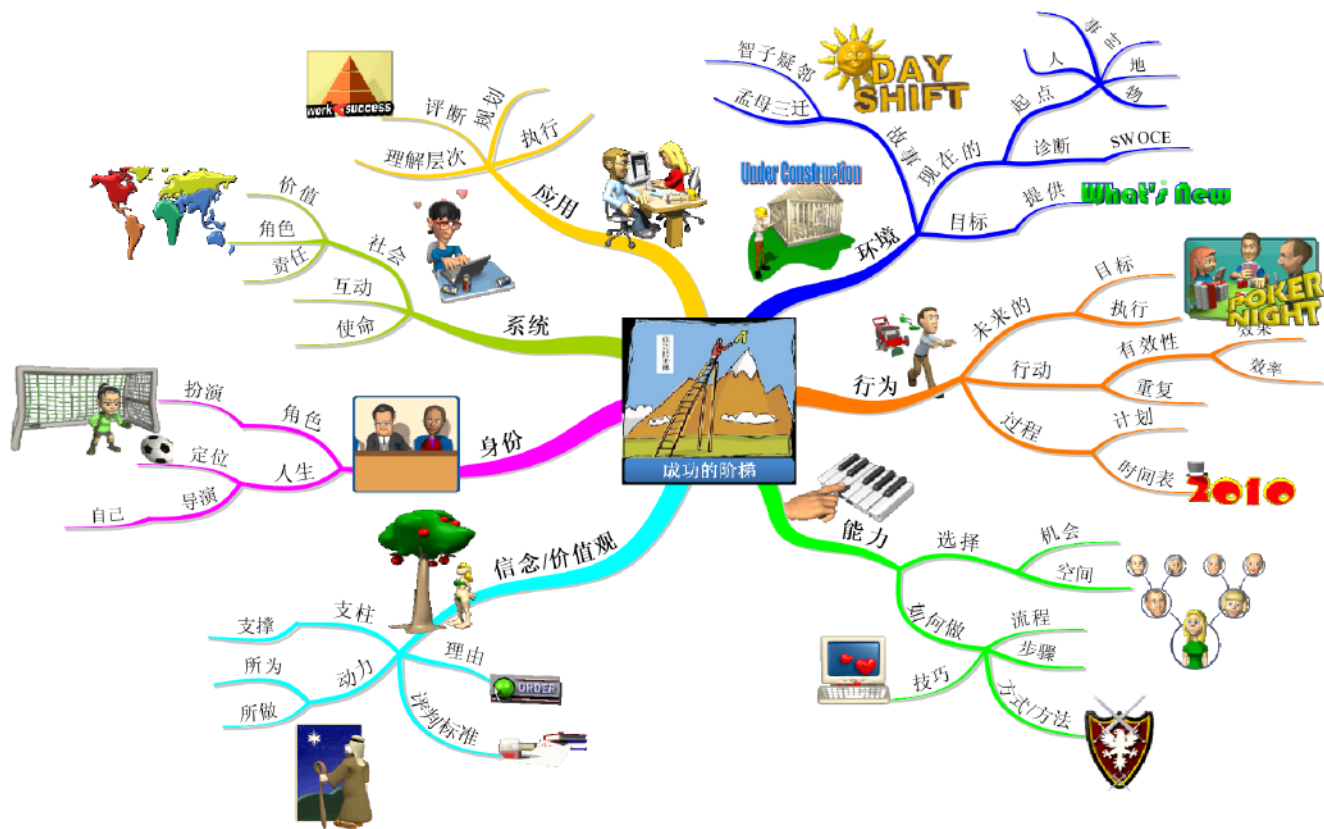 成功的阶梯
环境
故事
智子疑邻
孟母三迁
现在的
起点
人
事
时
地
物
诊断
SWOCE
目标
提供
What's New
DAY
SHIFT
Under Construction
行为
未来的
目标
执行
POKER
NIGHT
行动
有效性
效果
效率
重复
过程
计划
时间表
2010
能力
选择
机会
空间
如何做
流程
步骤
方式/方法
技巧
信念/价值观
支柱
支撑
动力
所为
所做
理由
ORDER
评判标准
身份
角色
扮演
人生
定位
导演
自己
系统
社会
价值
角色
责任
互动
使命
应用
理解层次
评断
规划
执行
work success